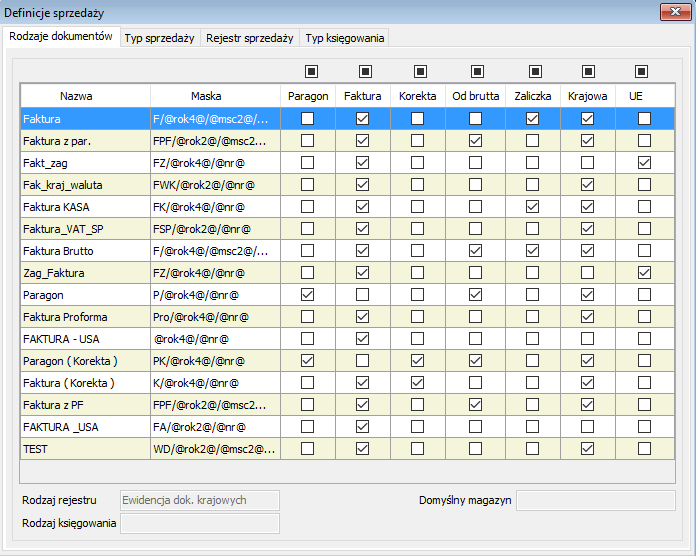 Definicje sprzedaży
Rodzaje dokumentów Typ sprzedaży Rejestr sprzedaży Typ księgowania
Nazwa Maska Paragon Faktura Korekta Od brutta Zaliczka Krajowa UE
Faktura F/@rok4@/@msc2@/...
Faktura z par. FPF/@rok2@/@msc2...
Fakt_zag FZ/@rok4@/@nr@
Fak_kraj_waluta FWK/@rok2@/@nr@
Faktura KASA FK/@rok4@/@nr@
Faktura_VAT_SP FSP/@rok2@/@nr@
Faktura Brutto F/@rok4@/@msc2@/...
Zag_Faktura FZ/@rok4@/@nr@
Paragon P/@rok4@/@nr@
Faktura Proforma Pro/@rok4@/@nr@
FAKTURA - USA @rok4@/@nr@
Paragon ( Korekta ) PK/@rok4@/@nr@
Faktura ( Korekta ) K/@rok4@/@nr@
Faktura z PF FPF/@rok2@/@msc2...
FAKTURA _USA FA/@rok2@/@nr@
TEST WD/@rok2@/@msc2@...
Rodzaj rejestru Ewidencja dok. krajowych Domyślny magazyn
Rodzaj księgowania